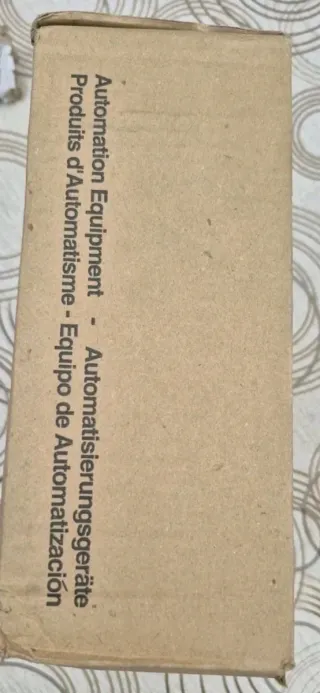 Automation Equipment - Automatisierungsgeräte
Produits d'Automatisme - Equipo de Automatización